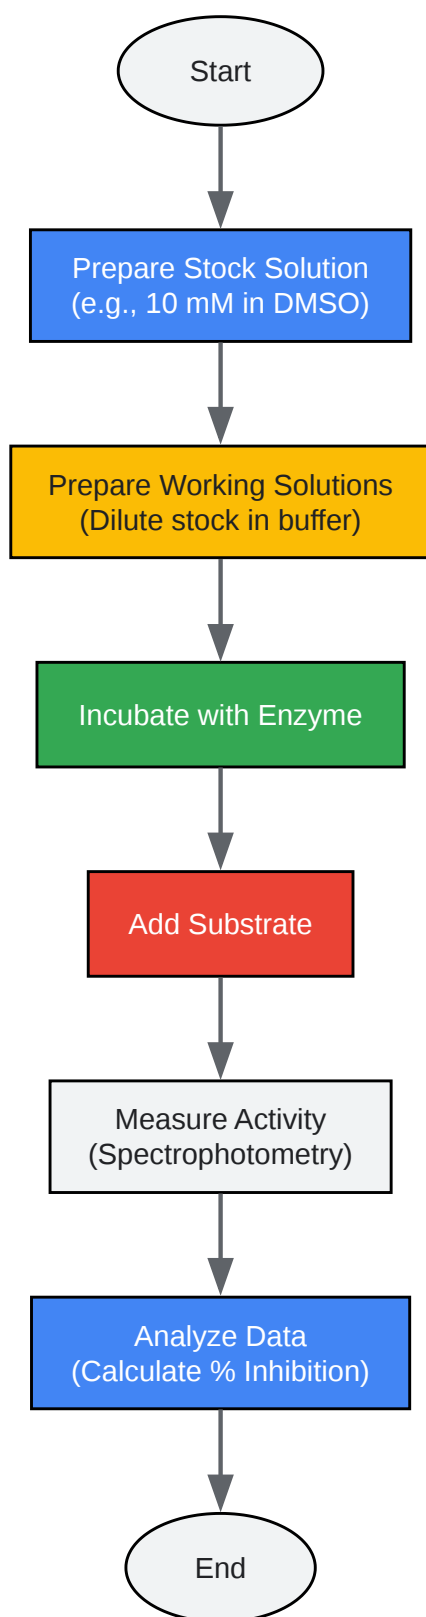 Start
Prepare Stock Solution
(e.g., 10 mM in DMSO)
Prepare Working Solutions
(Dilute stock in buffer)
Incubate with Enzyme
Add Substrate
Measure Activity
(Spectrophotometry)
Analyze Data
(Calculate % Inhibition)
End